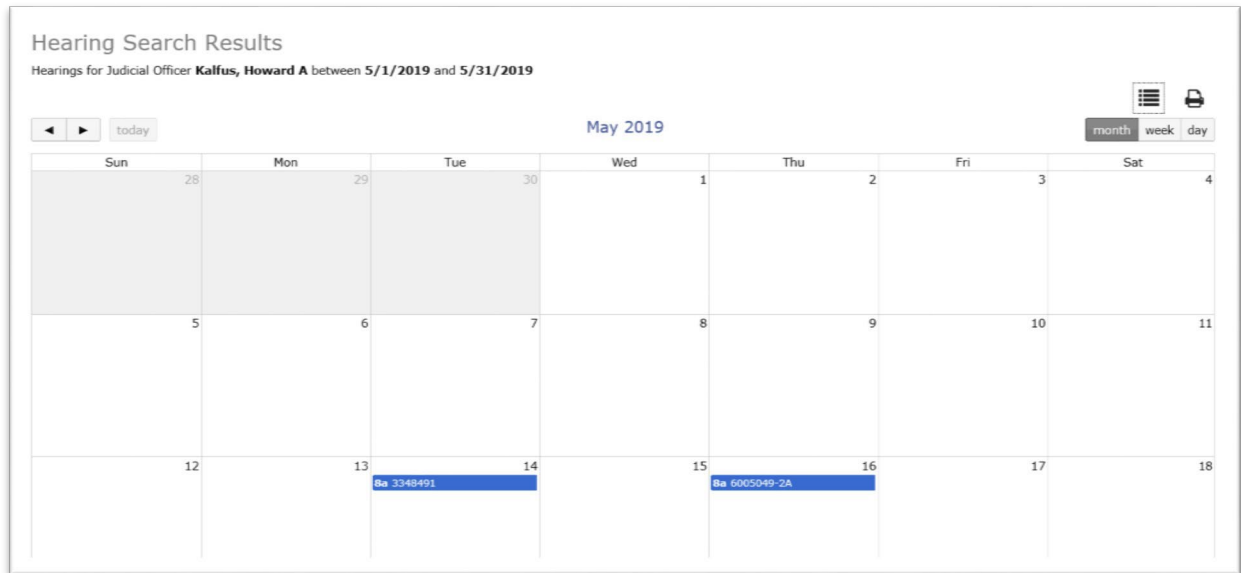 Hearing Search Results
Hearings for Judicial Officer Kalfus, Howard A between 5/1/2019 and 5/31/2019
today May 2019 month week day
Sun Mon Tue Wed Thu Fri Sat
28 29 30 1 2 3 4
5 6 7 8 9 10 11
12 13 14 15 16 17 18
8a 3348491 8a 6005049-2A